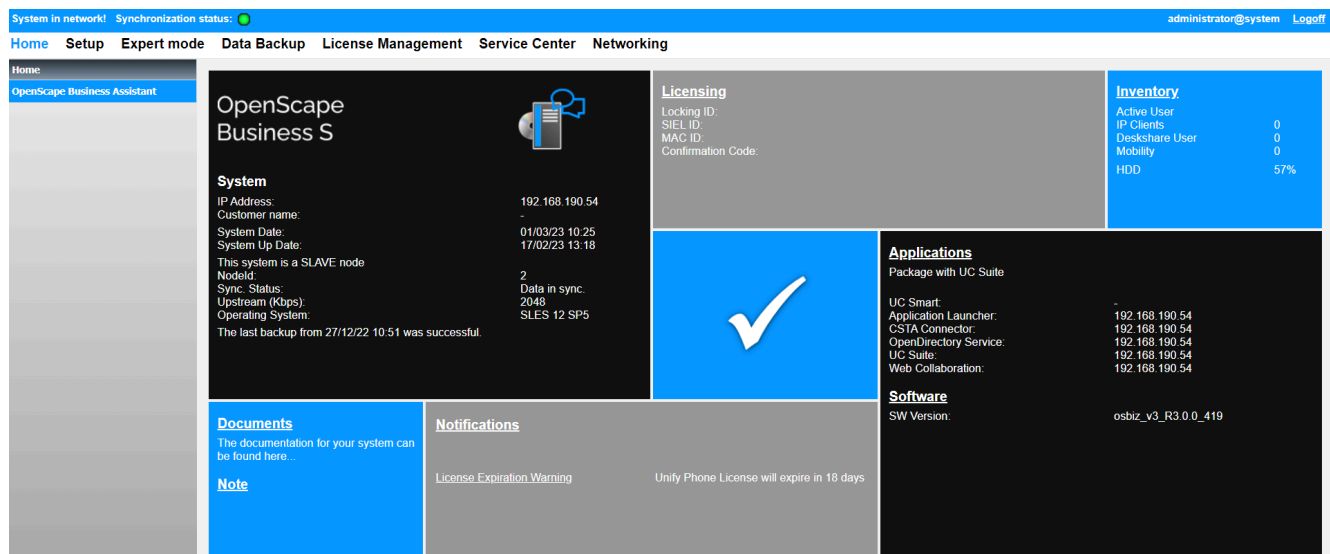 System in network! Synchronization status:
administrator@system Logoff
Home Setup Expert mode Data Backup License Management Service Center Networking
Home
OpenScape Business Assistant
OpenScape
Business S
System
IP Address: 192.168.190.54
Customer name: -
System Date: 01/03/23 10:25
System Up Date: 17/02/23 13:18
This system is a SLAVE node
NodeId: 2
Sync. Status: Data in sync.
Upstream (Kbps): 2048
Operating System: SLES 12 SP5
The last backup from 27/12/22 10:51 was successful.
Licensing
Locking ID:
SIEL ID:
MAC ID:
Confirmation Code:
Inventory
Active User
IP Clients 0
Deskshare User 0
Mobility 0
HDD 57%
Applications
Package with UC Suite
UC Smart: -
Application Launcher: 192.168.190.54
CSTA Connector: 192.168.190.54
OpenDirectory Service: 192.168.190.54
UC Suite: 192.168.190.54
Web Collaboration: 192.168.190.54
Software
SW Version: osbiz_v3_R3.0.0_419
Documents
The documentation for your system can
be found here...
Note
Notifications
License Expiration Warning Unify Phone License will expire in 18 days